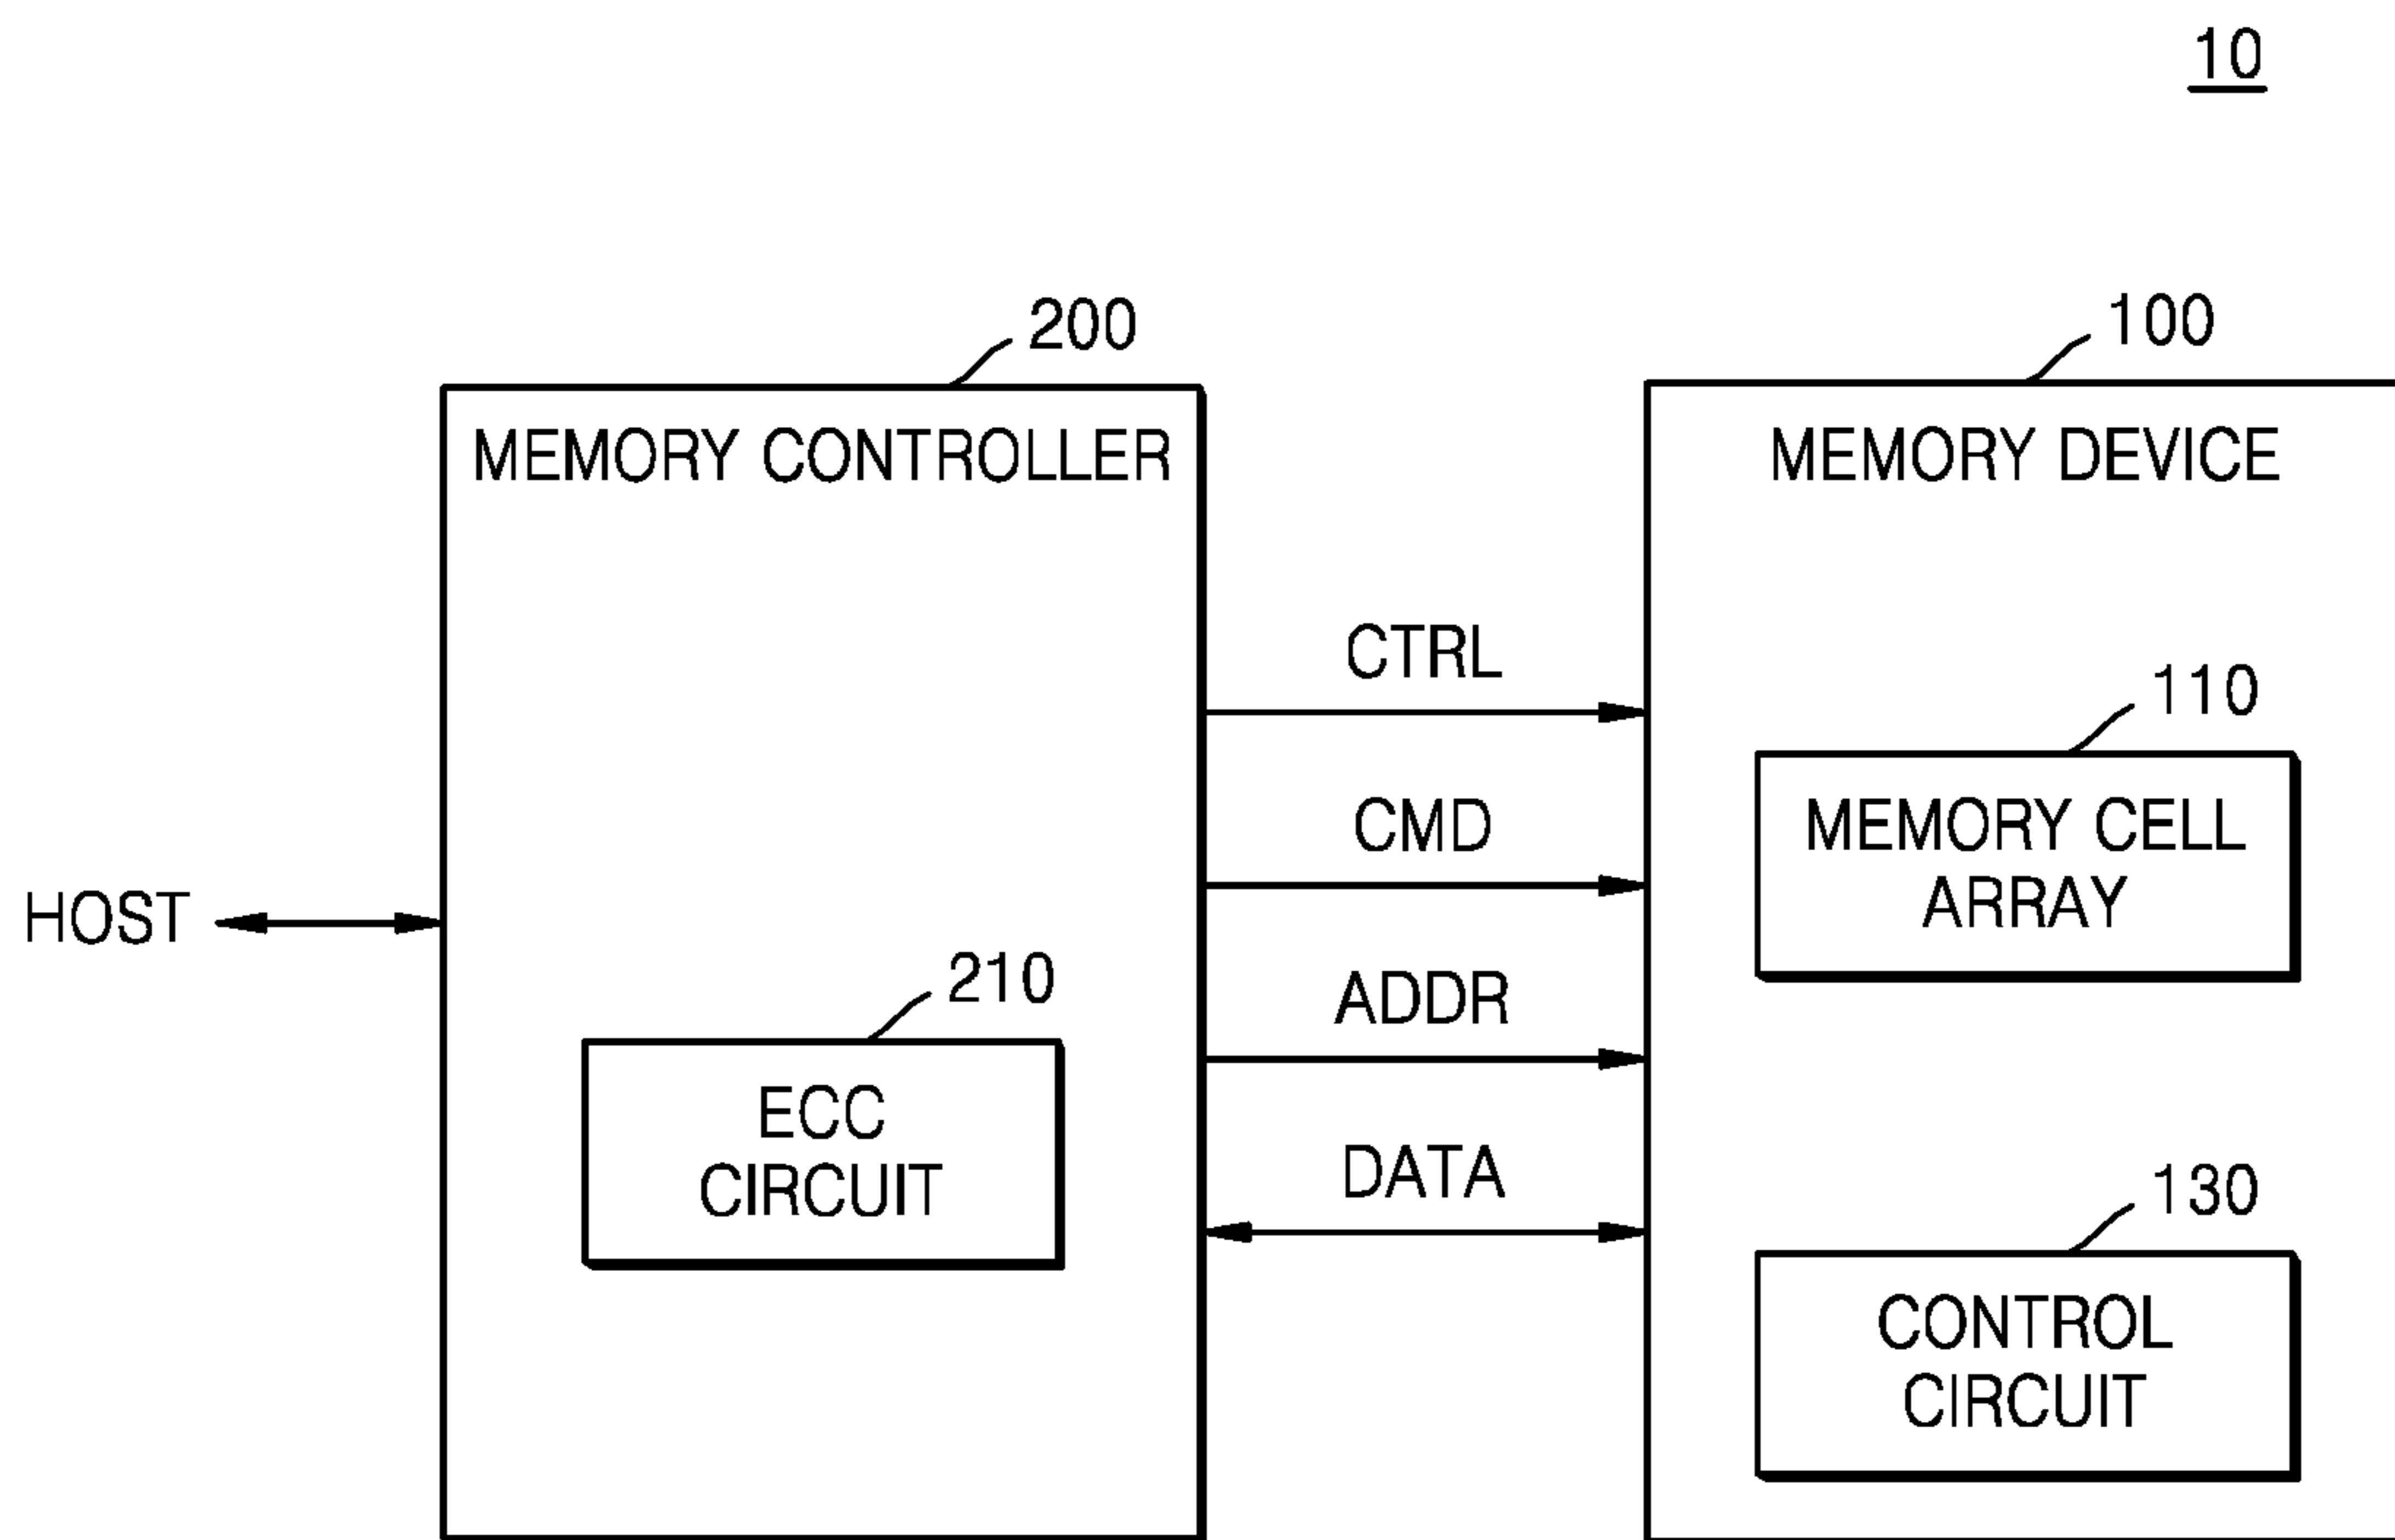 10
200
100
MEMORY CONTROLLER
MEMORY DEVICE
CTRL
110
CMD
MEMORY CELL
ARRAY
HOST
210
ADDR
ECC
CIRCUIT
DATA
130
CONTROL
CIRCUIT